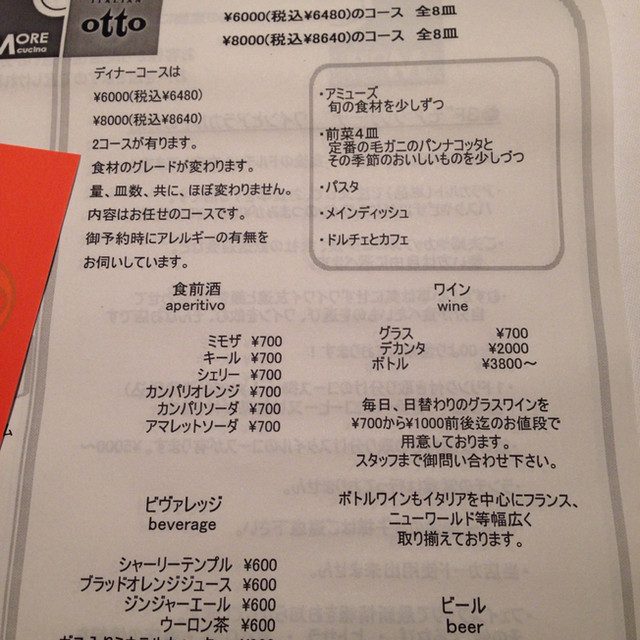 MORE
cucina
ITALIAN
otto
¥6000(税込¥6480)のコース 全8皿
¥8000(税込¥8640)のコース 全8皿
ディナーコースは
¥6000(税込¥6480)
¥8000(税込¥8640)
2コースが有ります。
食材のグレードが変わります。
量、皿数、共に、ほぼ変わりません。
内容はお任せのコースです。
御予約時にアレルギーの有無を
お伺いしています。
・アミューズ
旬の食材を少しずつ
・前菜4皿
定番の毛ガニのパンナコッタと
その季節のおいしいものを少しづつ
・パスタ
・メインディッシュ
・ドルチェとカフェ
食前酒
aperitivo
ミモザ ¥700
キール ¥700
シェリー ¥700
カンパリオレンジ ¥700
カンパリソーダ ¥700
アマレットソーダ ¥700
ワイン
wine
グラス ¥700
デカンタ ¥2000
ボトル ¥3800～
毎日、日替わりのグラスワインを
¥700から¥1000前後迄のお値段で
用意しております。
スタッフまで御問い合わせ下さい。
ボトルワインもイタリアを中心にフランス、
ニューワールド等幅広く
取り揃えております。
ビヴァレッジ
beverage
シャーリーテンプル ¥600
ブラッドオレンジジュース ¥600
ジンジャーエール ¥600
ウーロン茶 ¥600
ビール
beer